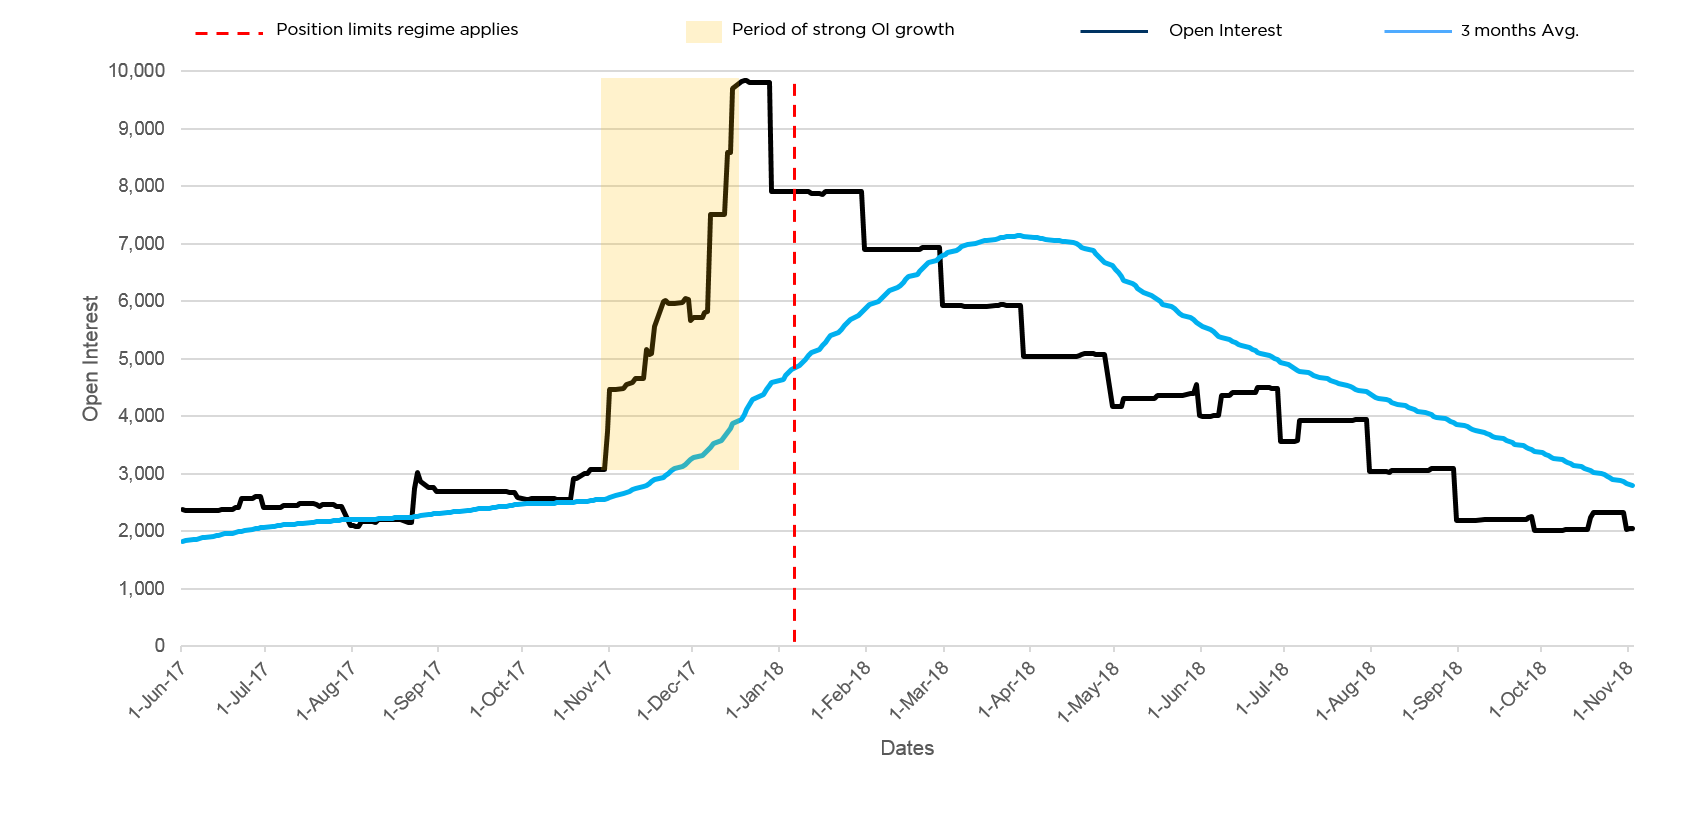 Position limits regime applies
Period of strong OI growth
Open Interest
3 months Avg.
10,000
9,000
8,000
7,000
6,000
5,000
4,000
3,000
2,000
1,000
0
Open Interest
1-Jun-17
1-Jul-17
1-Aug-17
1-Sep-17
1-Oct-17
1-Nov-17
1-Dec-17
1-Jan-18
1-Feb-18
1-Mar-18
1-Apr-18
1-May-18
1-Jun-18
1-Jul-18
1-Aug-18
1-Sep-18
1-Oct-18
1-Nov-18
Dates